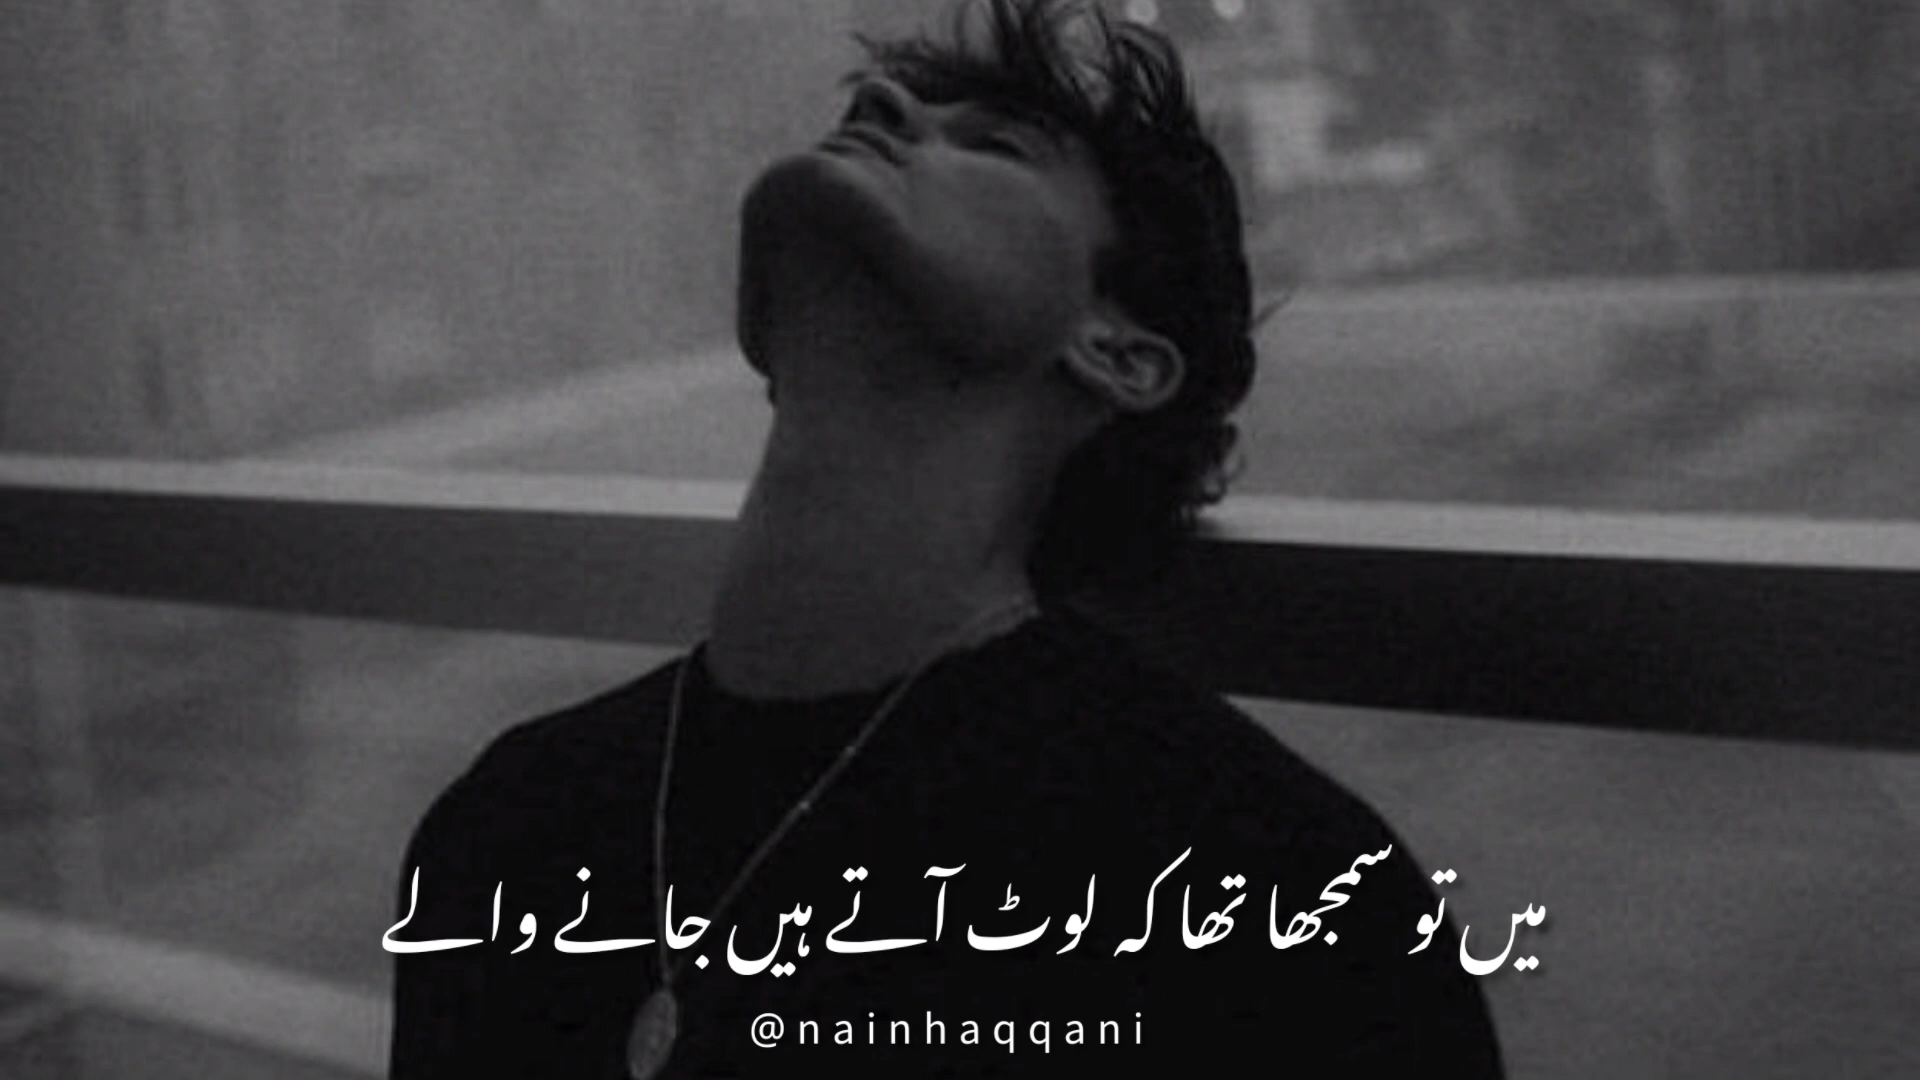 میں تو سمجھا تھا کہ لوٹ آتے ہیں جانے والے
@nainhaqqani